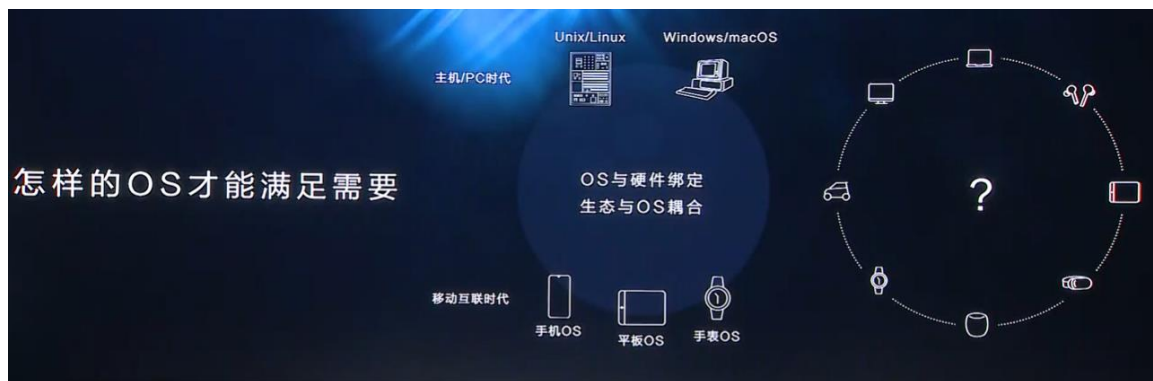 怎样的OS才能满足需要
主机/PC时代
Unix/Linux
Windows/macOS
OS与硬件绑定
生态与OS耦合
移动互联时代
手机OS
平板OS
手表OS
?